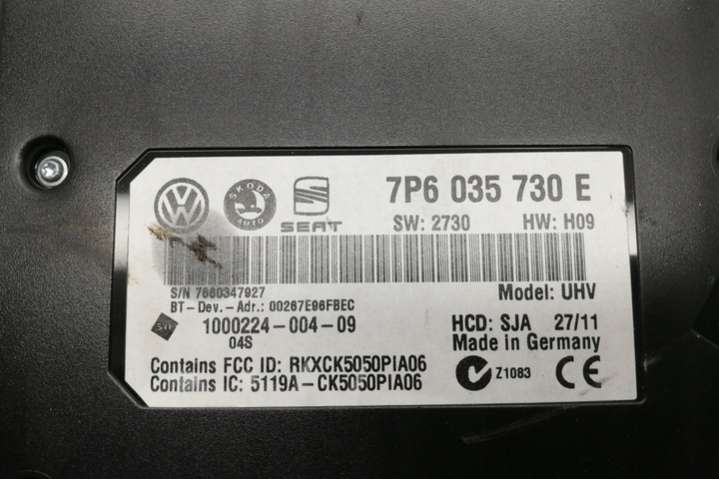 ŠKODA
AUTO
SEAT
7P6 035 730 E
SW: 2730 HW: H09
S/N 7660347927
Model: UHV
BT-Dev.-Adr.: 00267E96FBEC
1000224-004-09
04S
HCD: SJA 27/11
Made in Germany
Contains FCC ID: RKXCK5050PIA06
Contains IC: 5119A-CK5050PIA06
Z1083
CE